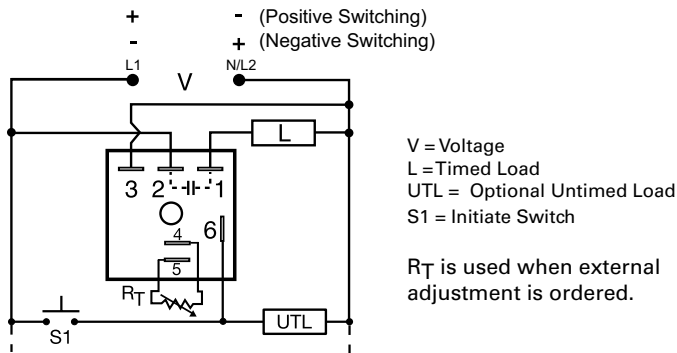 + - (Positive Switching)
- + (Negative Switching)
L1 N/L2
V
L
3 2 1
6
4
5
RT
UTL
S1
V = Voltage
L = Timed Load
UTL = Optional Untimed Load
S1 = Initiate Switch
RT is used when external
adjustment is ordered.